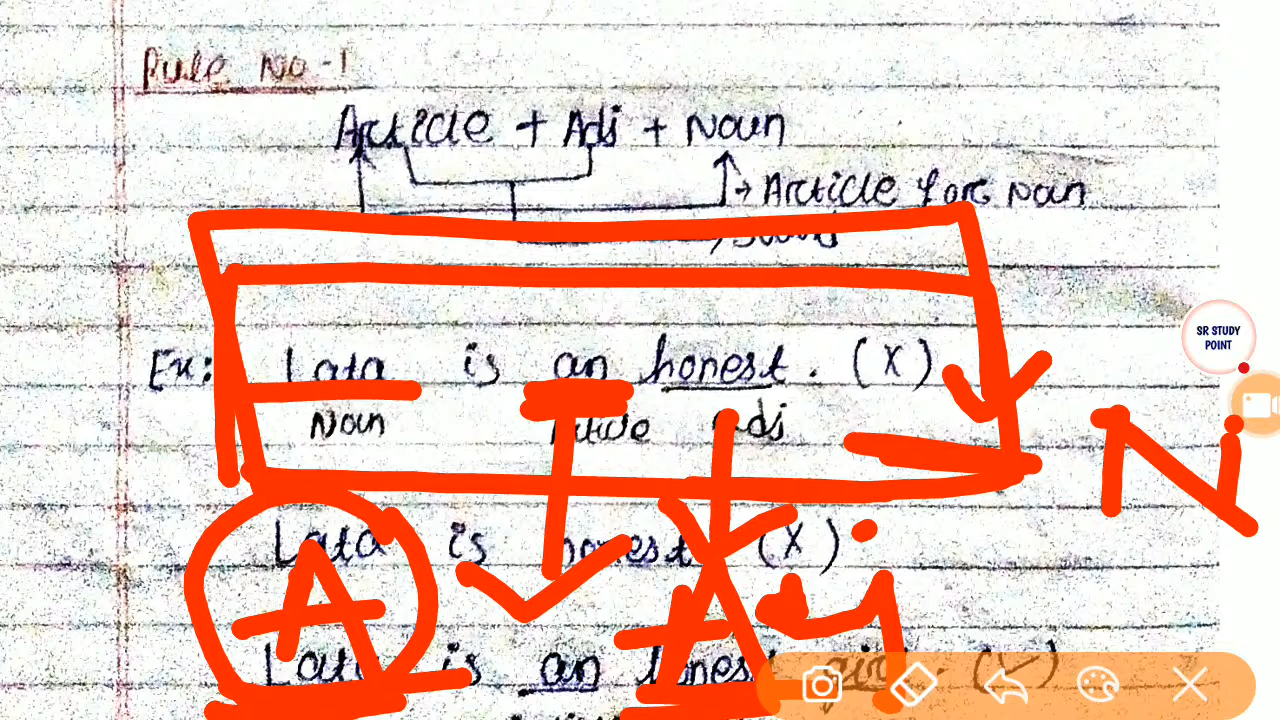 Rule No-1
Article + Adj + Noun
→ Article for Noun
Ex: Lata is an honest. (X)
Noun Article Adj
N
Lata is honest (X)
A Adj
Lata is an honest girl. (✓)
SR STUDY
POINT